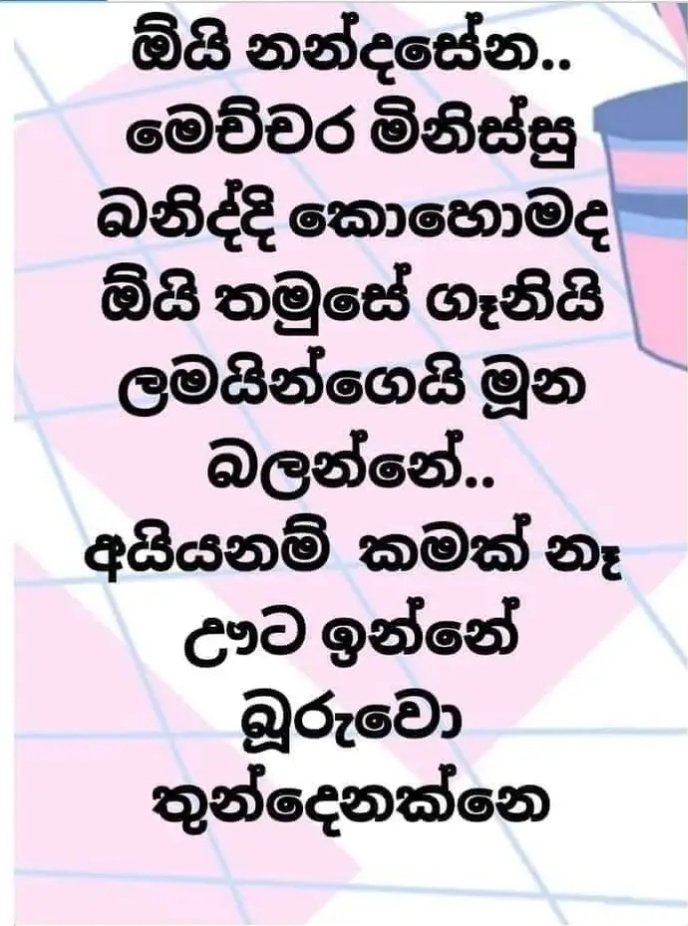 ඕයි නන්දසේන..
මෙච්චර මිනිස්සු
බනිද්දි කොහොමද
ඕයි තමුසේ ගෑනියි
ලමයින්ගෙයි මූන
බලන්නේ..
අයියනම් කමක් නෑ
ඌට ඉන්නේ
බූරුවො
තුන්දෙනක්නෙ